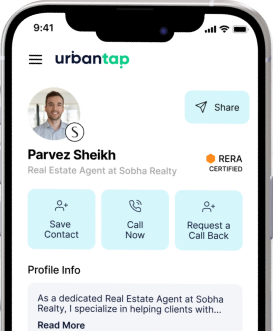 9:41
urbantap
Share
S
Parvez Sheikh
Real Estate Agent at Sobha Realty
RERA
CERTIFIED
Save
Contact
Call
Now
Request a
Call Back
Profile Info
As a dedicated Real Estate Agent at
Sobha Realty, I specialize in helping clients with...
Read More